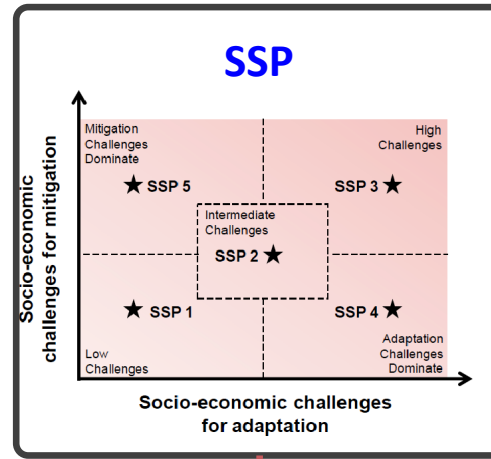 SSP
Socio-economic
challenges for mitigation
Mitigation
Challenges
Dominate
High
Challenges
SSP 5
SSP 3
Intermediate
Challenges
SSP 2
SSP 1
SSP 4
Low
Challenges
Adaptation
Challenges
Dominate
Socio-economic challenges
for adaptation